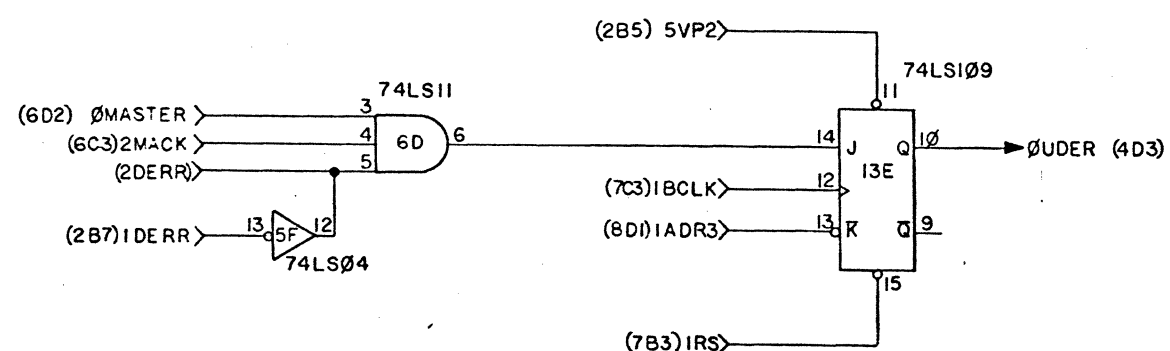 (2B5) 5VP2
74LS1Ø9
11
74LS11
(6D2) ØMASTER
3
(6C3)2MACK
4
6D
6
(2DERR)
5
14
J
Q
1Ø
ØUDER (4D3)
13E
(7C3)1BCLK
12
(2B7)1DERR
13
5F
12
74LSØ4
(8D1)1ADR3
13
K̅
Q̅
9
15
(7B3)1RS